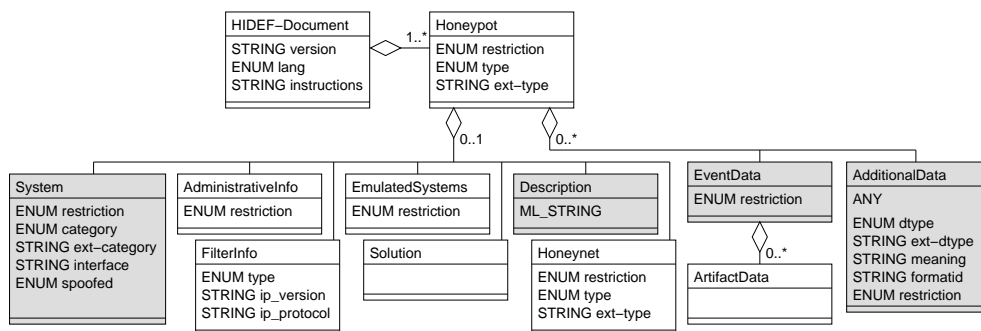 HIDEF–Document
STRING version
ENUM lang
STRING instructions
1..*
Honeypot
ENUM restriction
ENUM type
STRING ext–type
0..1
0..*
System
ENUM restriction
ENUM category
STRING ext–category
STRING interface
ENUM spoofed
AdministrativeInfo
ENUM restriction
FilterInfo
ENUM type
STRING ip_version
STRING ip_protocol
EmulatedSystems
ENUM restriction
Solution
Description
ML_STRING
Honeynet
ENUM restriction
ENUM type
STRING ext–type
EventData
ENUM restriction
0..*
ArtifactData
AdditionalData
ANY
ENUM dtype
STRING ext–dtype
STRING meaning
STRING formatid
ENUM restriction